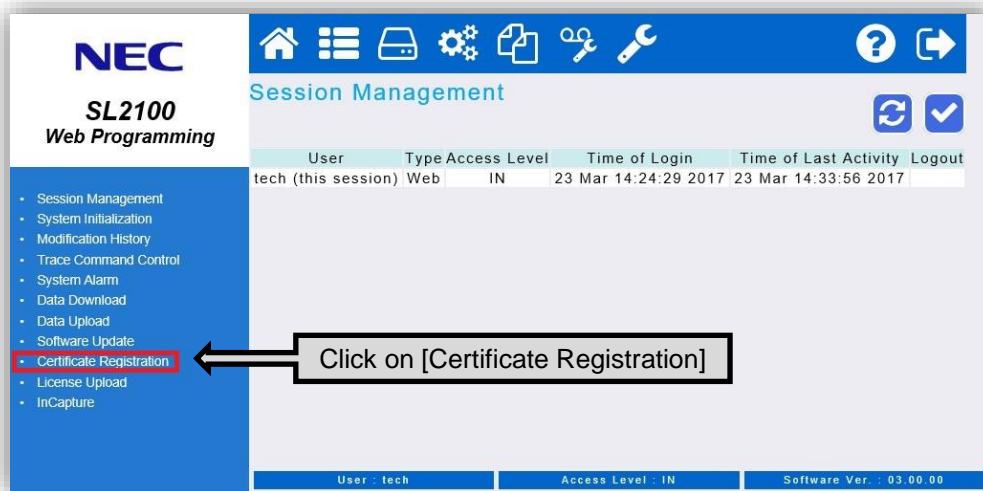 NEC
SL2100
Web Programming
Session Management
System Initialization
Modification History
Trace Command Control
System Alarm
Data Download
Data Upload
Software Update
Certificate Registration
License Upload
InCapture
?
Session Management
User Type Access Level Time of Login Time of Last Activity Logout
tech (this session) Web IN 23 Mar 14:24:29 2017 23 Mar 14:33:56 2017
Click on [Certificate Registration]
User : tech Access Level : IN Software Ver. : 03.00.00